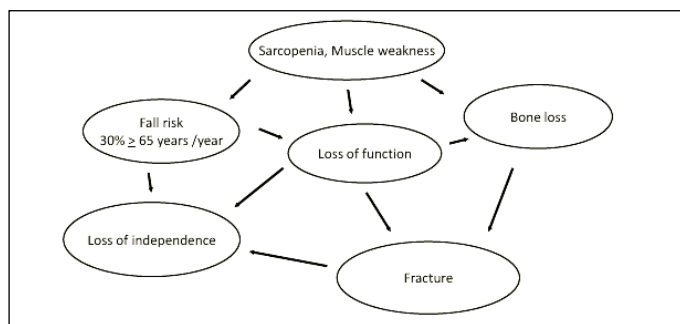 Sarcopenia, Muscle weakness
Fall risk
30% ≥ 65 years /year
Bone loss
Loss of function
Loss of independence
Fracture